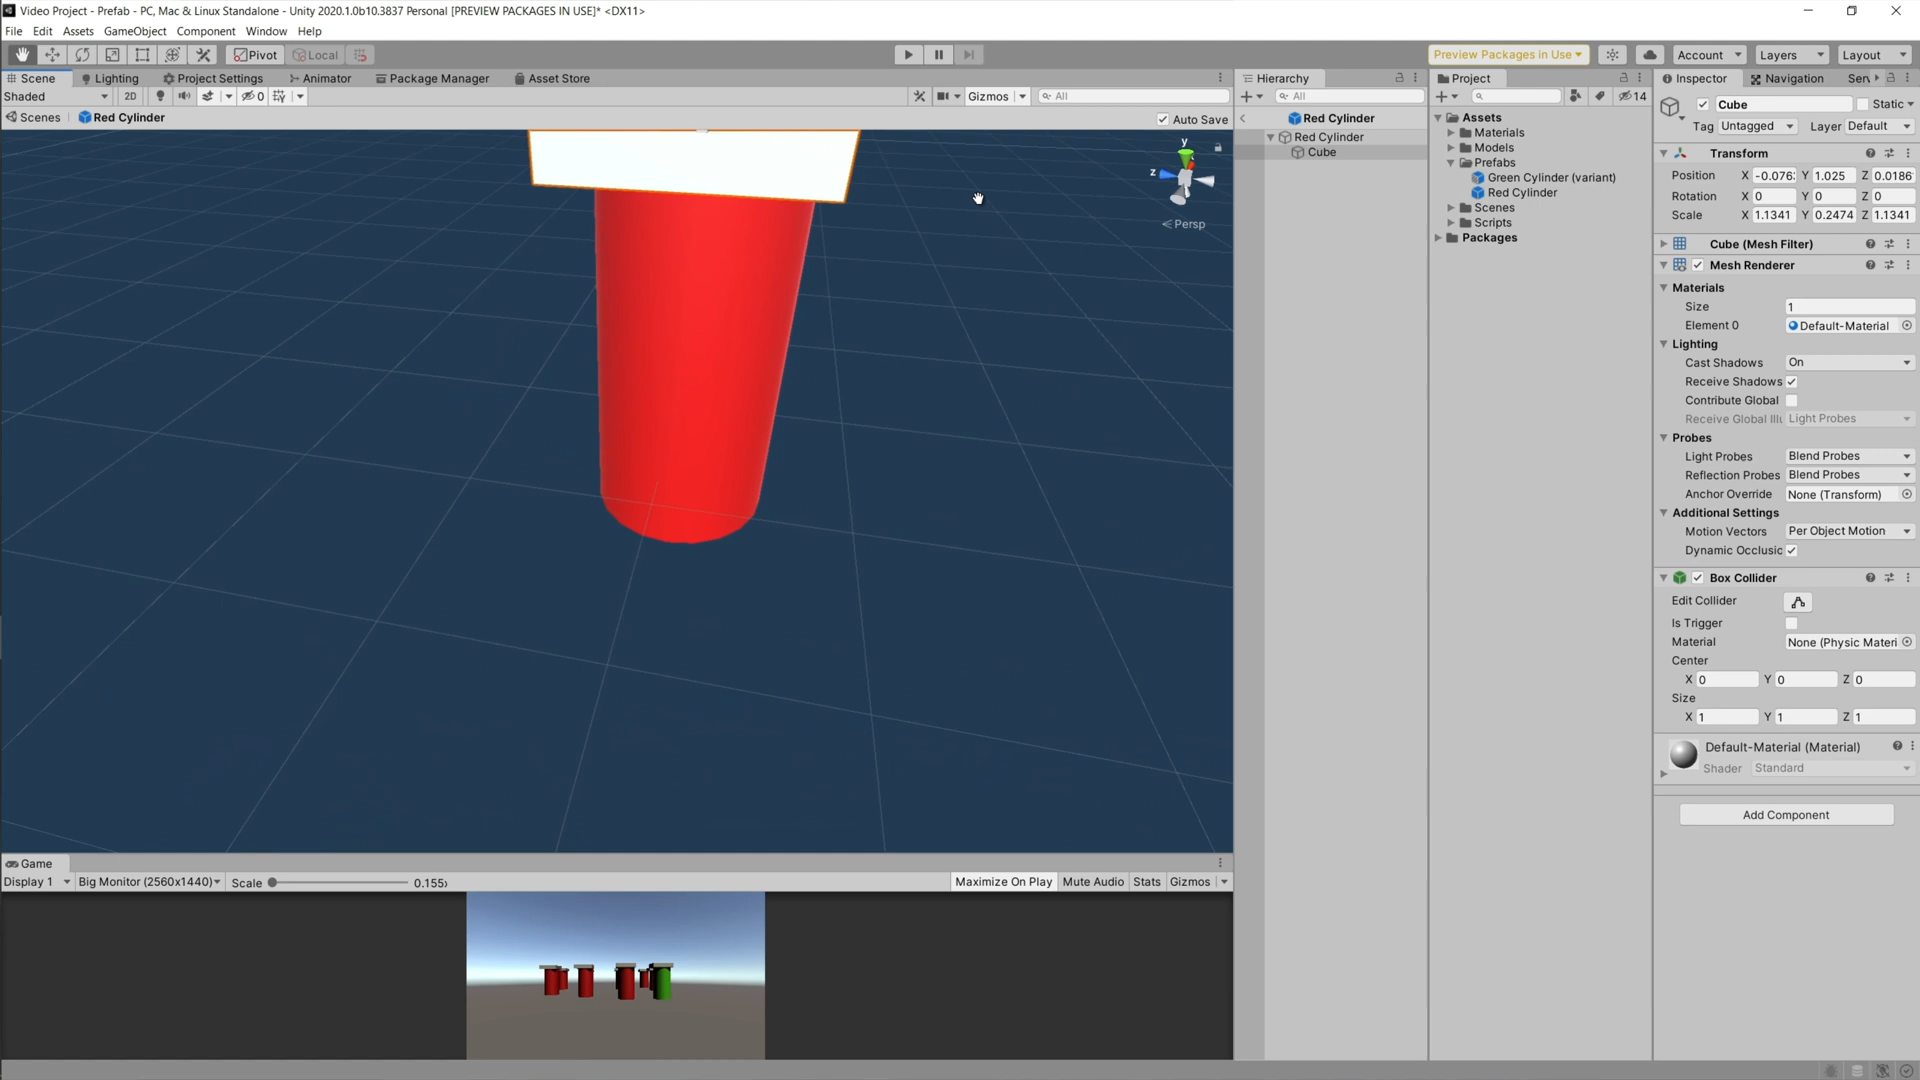 Video Project - Prefab - PC, Mac & Linux Standalone - Unity 2020.1.0b10.3837 Personal [PREVIEW PACKAGES IN USE]* <DX11>
File Edit Assets GameObject Component Window Help
Pivot Local Preview Packages in Use Account Layers Layout
Scene Lighting Project Settings Animator Package Manager Asset Store
Shaded 2D 0 Gizmos All
Scenes Red Cylinder Auto Save
y
z
Persp
Hierarchy
All
Red Cylinder
Red Cylinder
Cube
Project
14
Assets
Materials
Models
Prefabs
Green Cylinder (variant)
Red Cylinder
Scenes
Scripts
Packages
Inspector Navigation Serv
Cube Static
Tag Untagged Layer Default
Transform
Position X -0.076 Y 1.025 Z 0.0186
Rotation X 0 Y 0 Z 0
Scale X 1.1341 Y 0.2474 Z 1.1341
Cube (Mesh Filter)
Mesh Renderer
Materials
Size 1
Element 0 Default-Material
Lighting
Cast Shadows On
Receive Shadows
Contribute Global
Receive Global Illu Light Probes
Probes
Light Probes Blend Probes
Reflection Probes Blend Probes
Anchor Override None (Transform)
Additional Settings
Motion Vectors Per Object Motion
Dynamic Occlusic
Box Collider
Edit Collider
Is Trigger
Material None (Physic Materi
Center
X 0 Y 0 Z 0
Size
X 1 Y 1 Z 1
Default-Material (Material)
Shader Standard
Add Component
Game
Display 1 Big Monitor (2560x1440) Scale 0.155 Maximize On Play Mute Audio Stats Gizmos